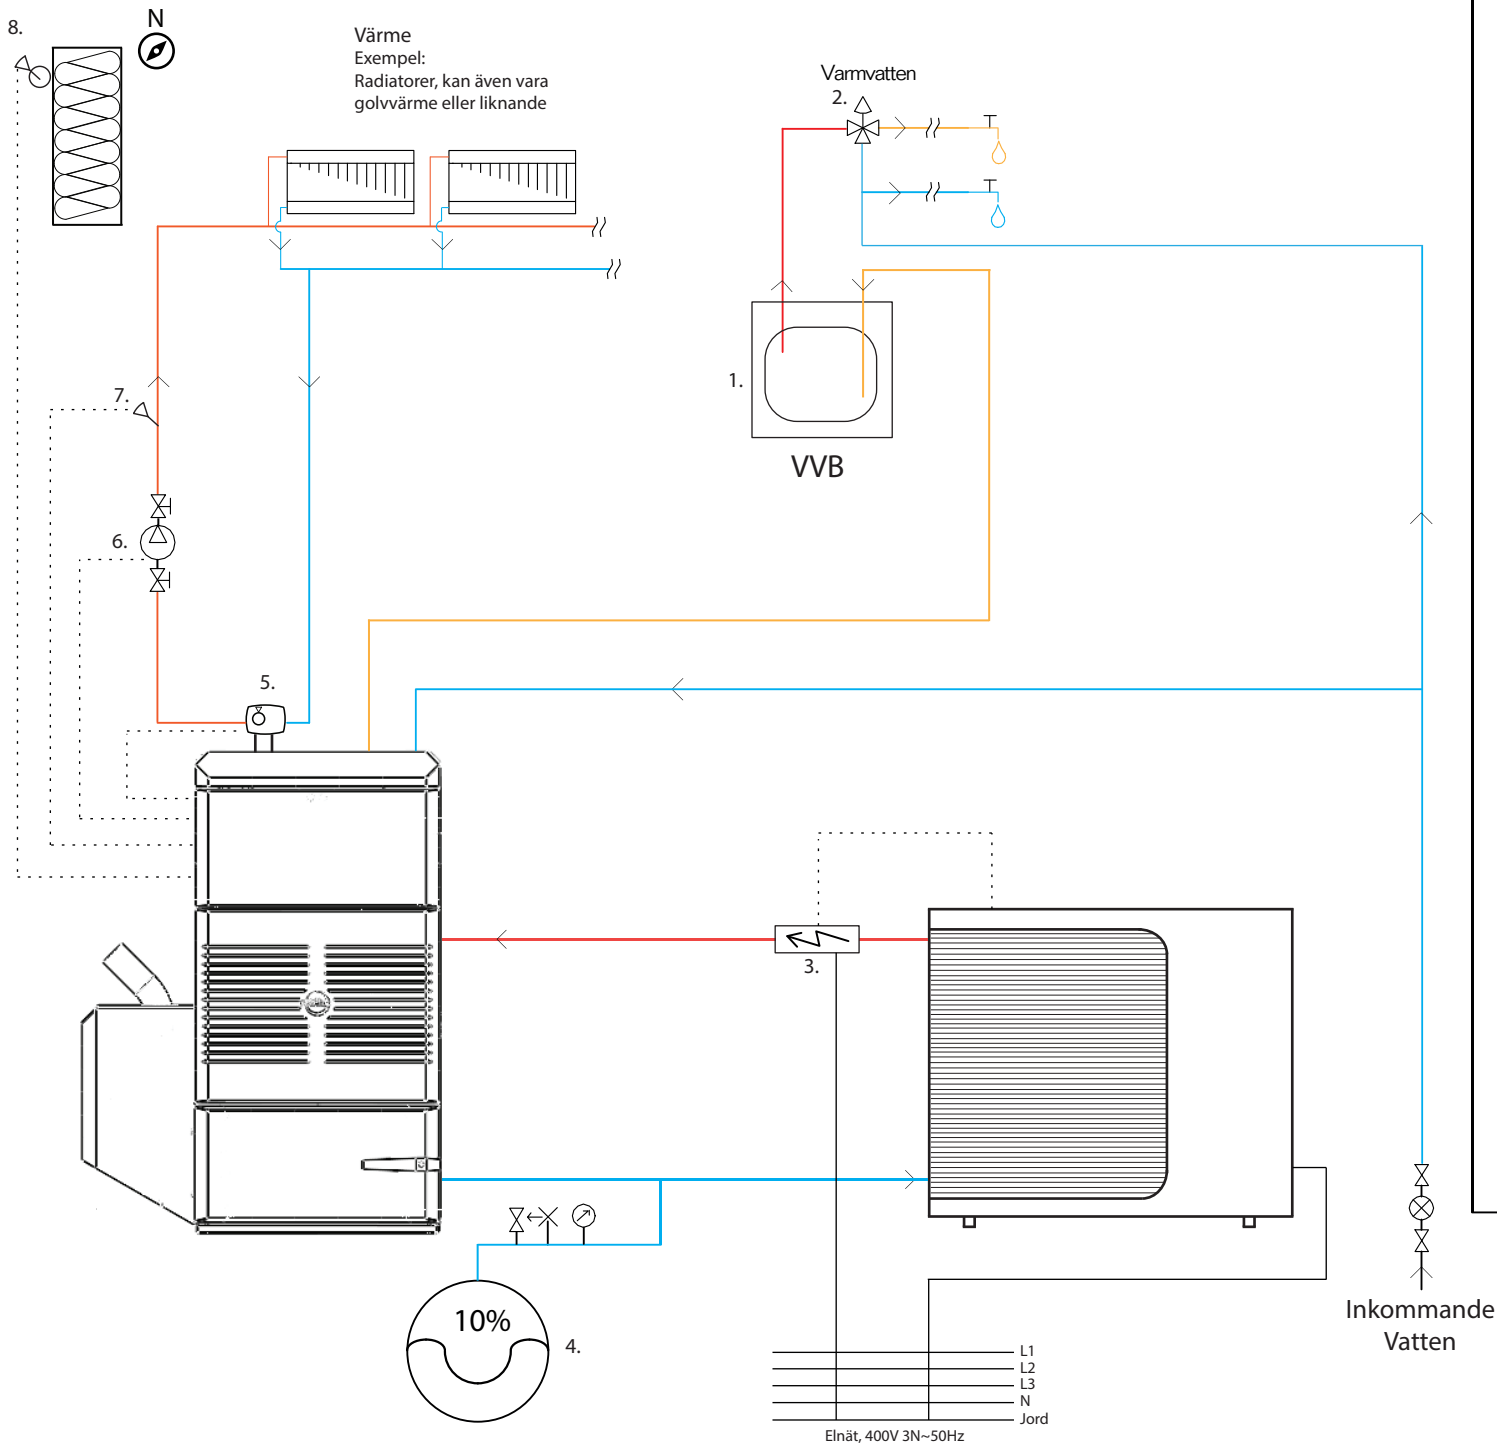 8.
N
Värme
Exempel:
Radiatorer, kan även vara
golvvärme eller liknande
Varmvatten
2.
1.
VVB
7.
6.
5.
3.
10%
4.
Inkommande
Vatten
L1
L2
L3
N
Jord
Elnät, 400V 3N~50Hz